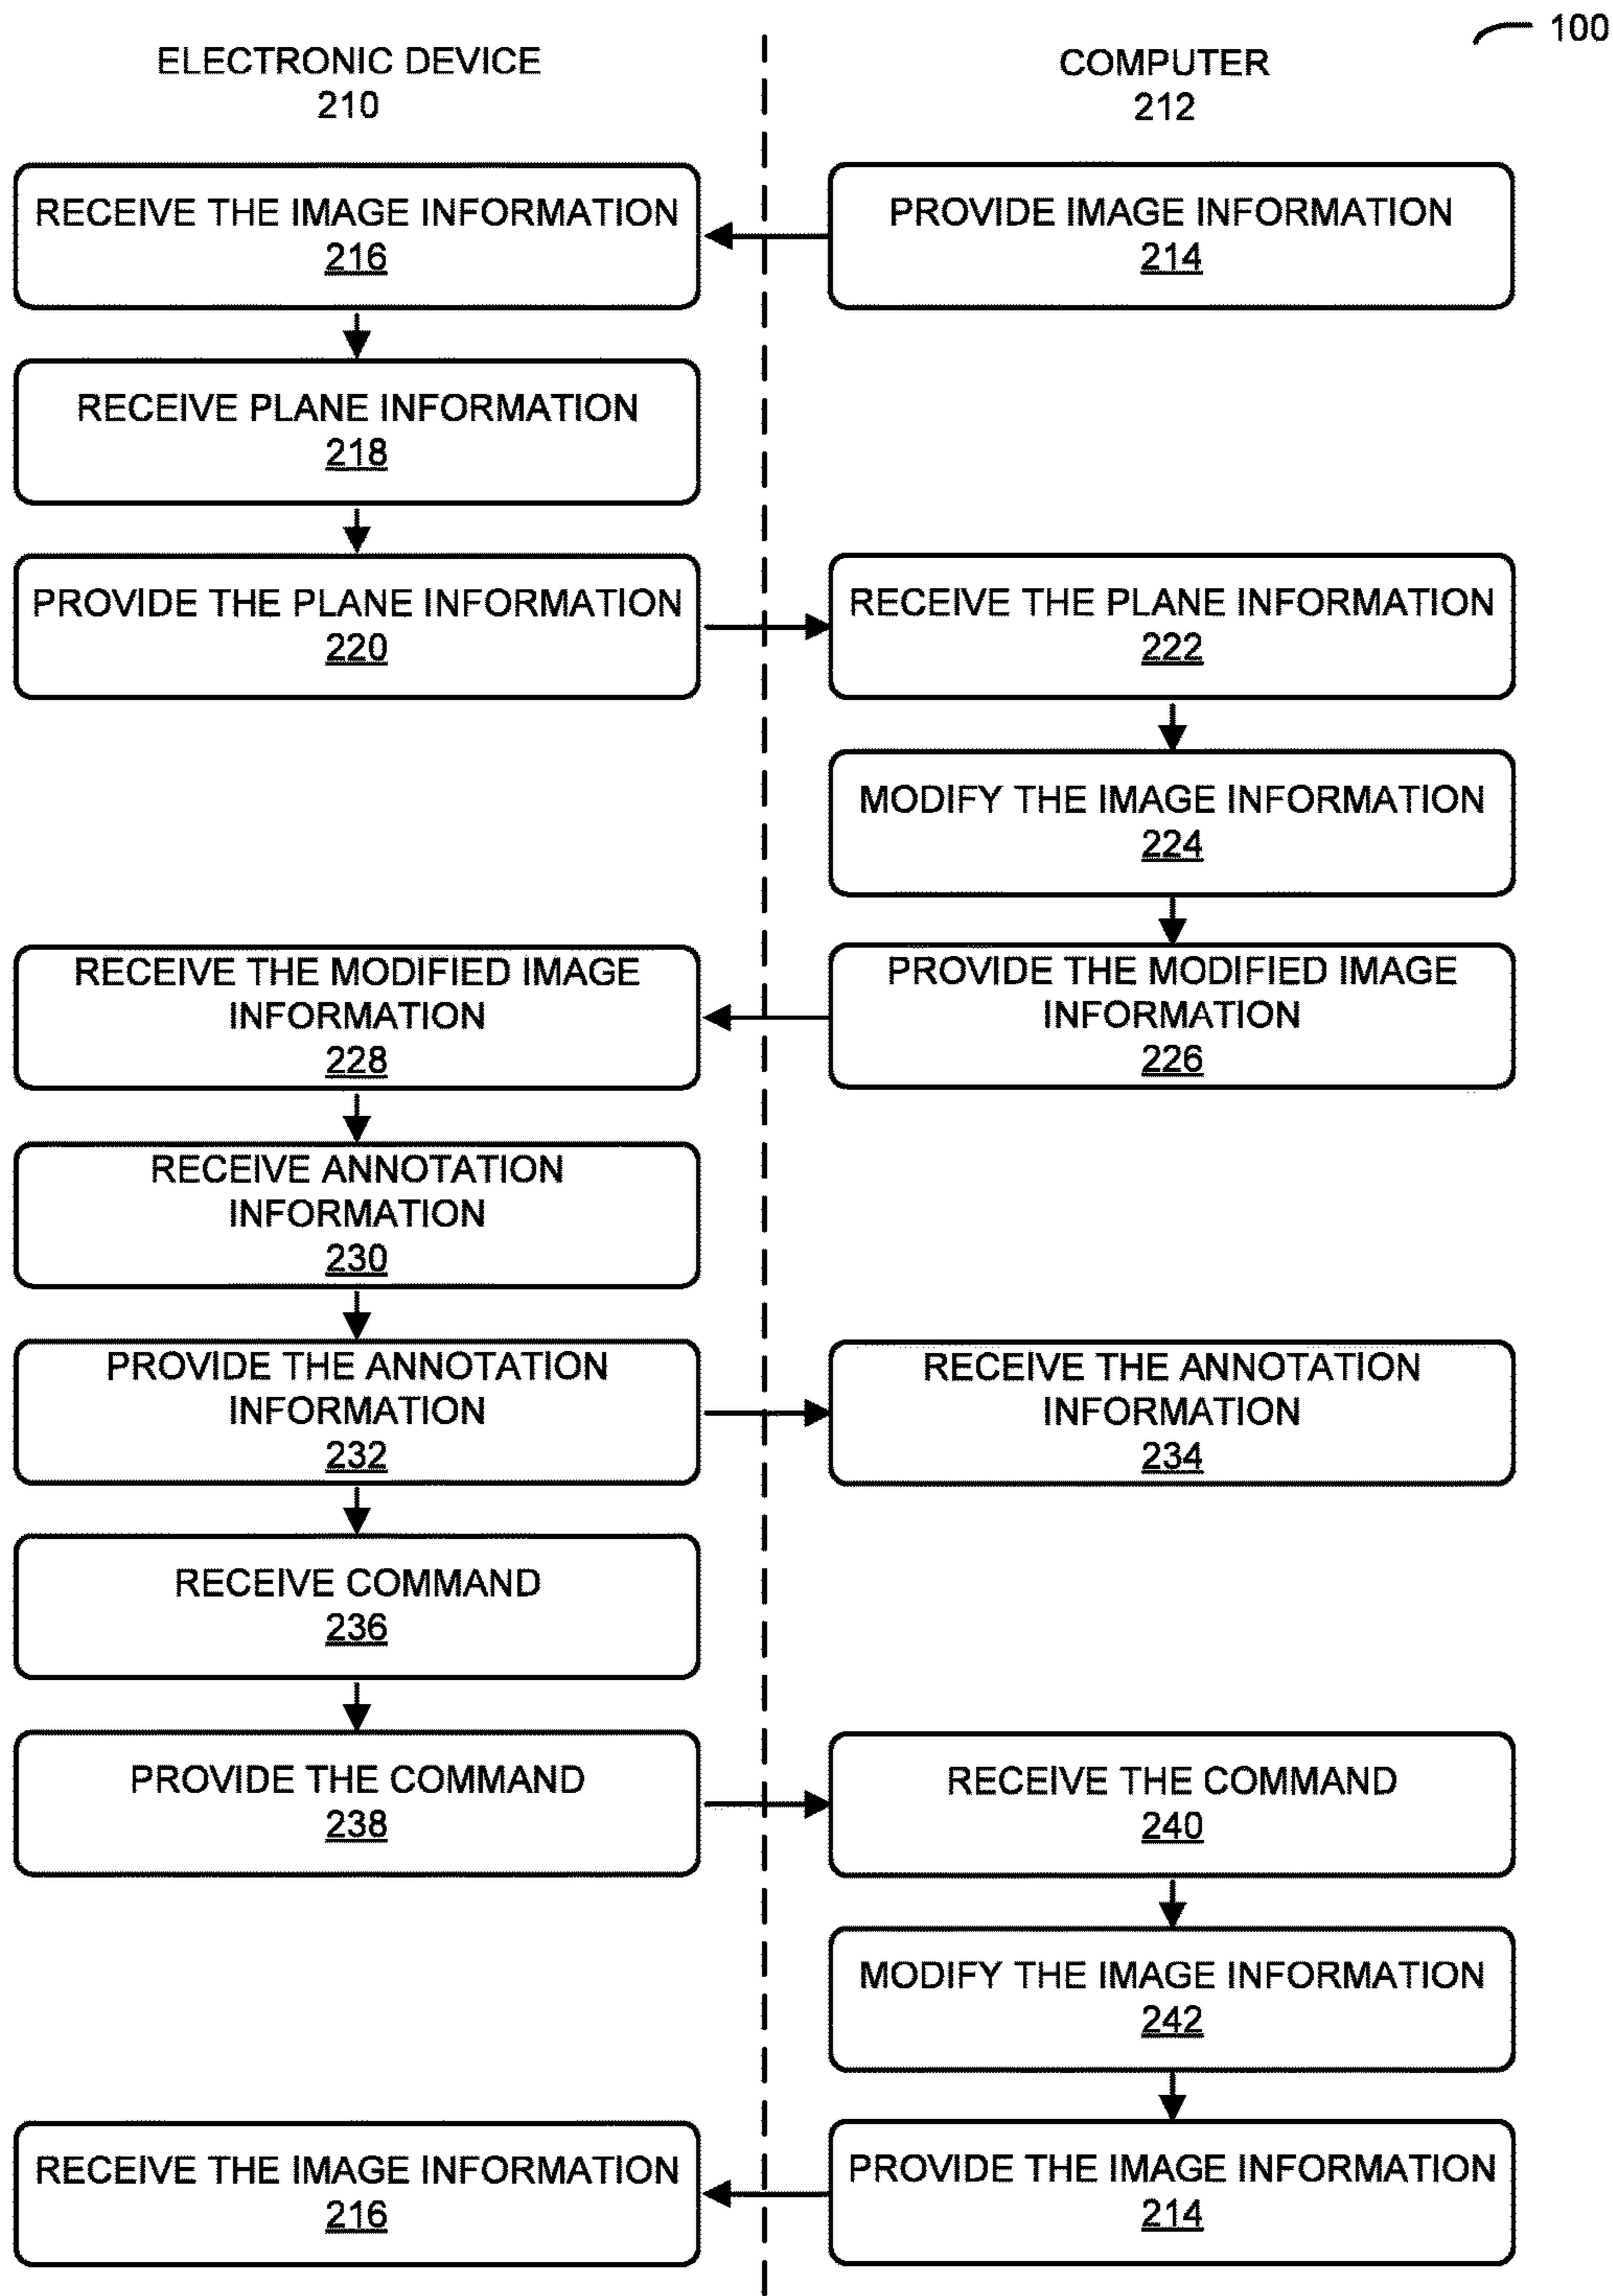 100
ELECTRONIC DEVICE
210
COMPUTER
212
RECEIVE THE IMAGE INFORMATION
216
PROVIDE IMAGE INFORMATION
214
RECEIVE PLANE INFORMATION
218
PROVIDE THE PLANE INFORMATION
220
RECEIVE THE PLANE INFORMATION
222
MODIFY THE IMAGE INFORMATION
224
RECEIVE THE MODIFIED IMAGE
INFORMATION
228
PROVIDE THE MODIFIED IMAGE
INFORMATION
226
RECEIVE ANNOTATION
INFORMATION
230
PROVIDE THE ANNOTATION
INFORMATION
232
RECEIVE THE ANNOTATION
INFORMATION
234
RECEIVE COMMAND
236
PROVIDE THE COMMAND
238
RECEIVE THE COMMAND
240
MODIFY THE IMAGE INFORMATION
242
RECEIVE THE IMAGE INFORMATION
216
PROVIDE THE IMAGE INFORMATION
214